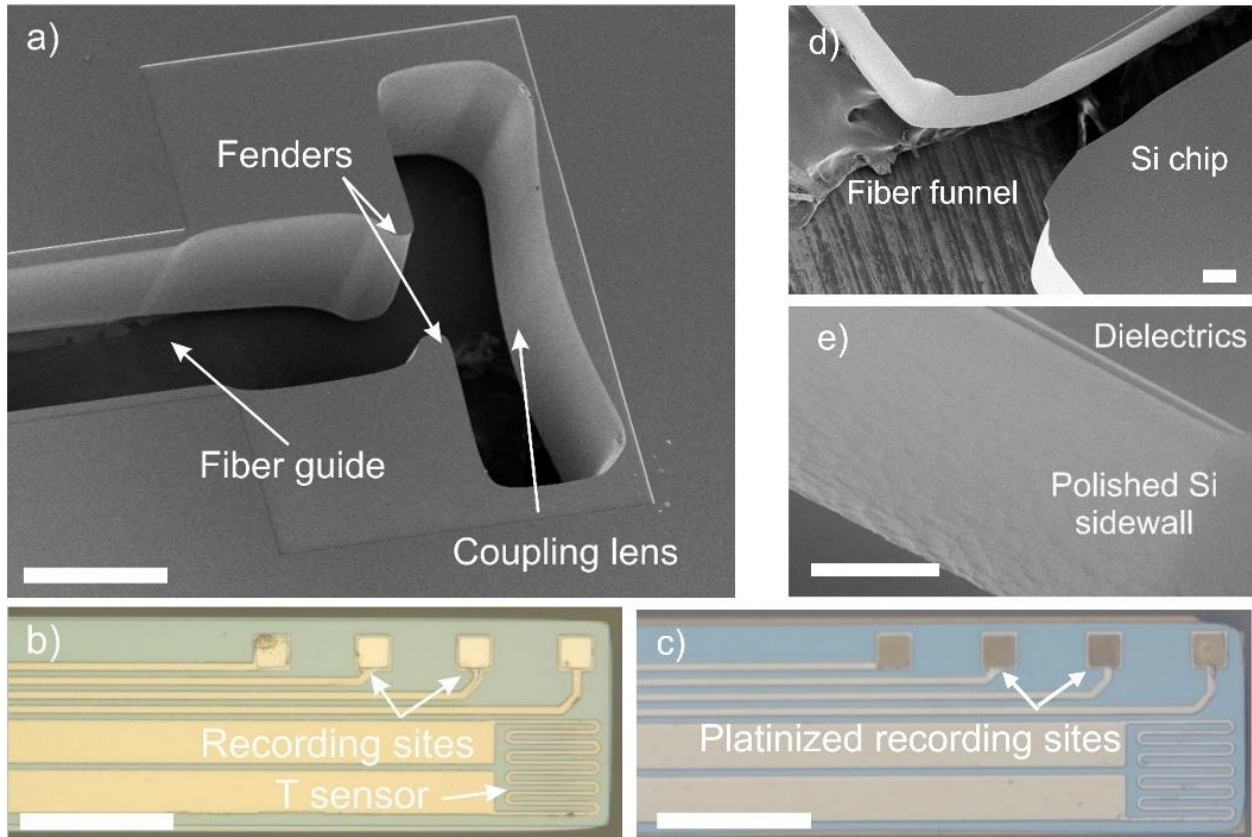 a)
Fenders
Fiber guide
Coupling lens
d)
Si chip
Fiber funnel
e)
Dielectrics
Polished Si
sidewall
b)
Recording sites
T sensor
c)
Platinized recording sites